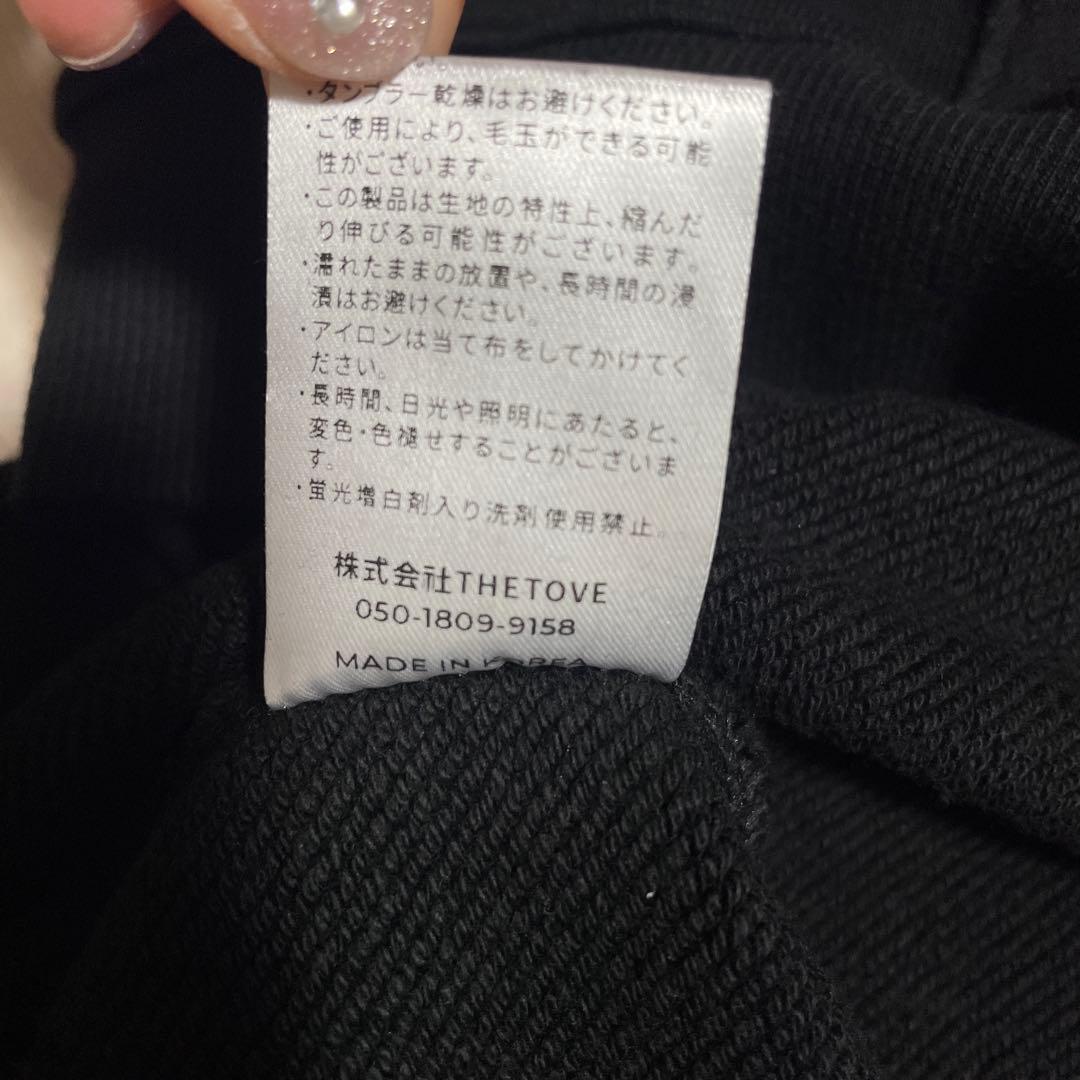 ・タンブラー乾燥はお避けください。
・ご使用により、毛玉ができる可能
性がございます。
・この製品は生地の特性上、縮んだ
り伸びる可能性がございます。
・濡れたままの放置や、長時間の浸
漬はお避けください。
・アイロンは当て布をしてかけてく
ださい。
・長時間、日光や照明にあたると、
変色・色褪せすることがございま
す。
・蛍光増白剤入り洗剤使用禁止。
株式会社THETOVE
050-1809-9158
MADE IN KOREA